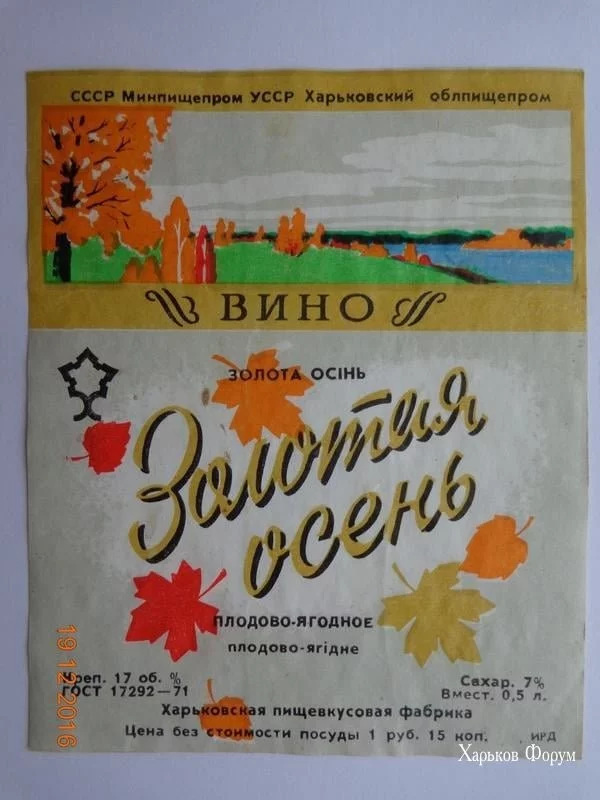 СССР Минпищепром УССР Харьковский облпищепром
ВИНО
ЗОЛОТА ОСІНЬ
Золотая
осень
ПЛОДОВО-ЯГОДНОЕ
плодово-ягідне
Креп. 17 об. %
ГОСТ 17292—71
Сахар. 7%
Вмест. 0,5 л.
Харьковская пищевкусовая фабрика
Цена без стоимости посуды 1 руб. 15 коп. ИРД
19 12 2016
Харьков Форум